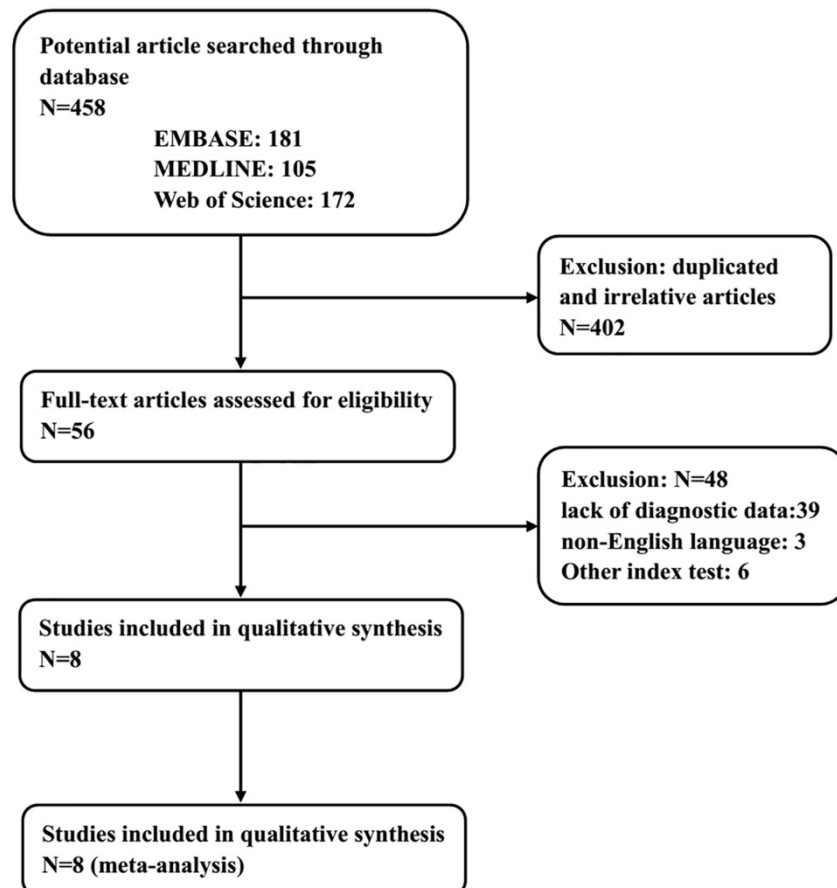 Potential article searched through
database
N=458
EMBASE: 181
MEDLINE: 105
Web of Science: 172
Exclusion: duplicated
and irrelative articles
N=402
Full-text articles assessed for eligibility
N=56
Exclusion: N=48
lack of diagnostic data:39
non-English language: 3
Other index test: 6
Studies included in qualitative synthesis
N=8
Studies included in qualitative synthesis
N=8 (meta-analysis)